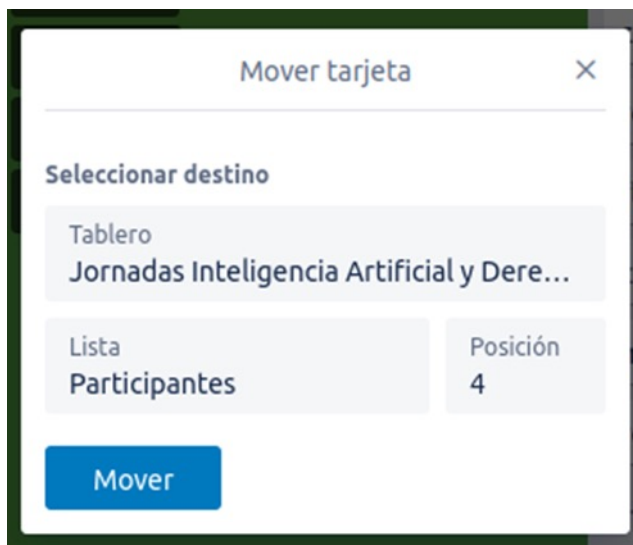 Mover tarjeta
Seleccionar destino
Tablero
Jornadas Inteligencia Artificial y Dere...
Lista
Participantes
Posición
4
Mover